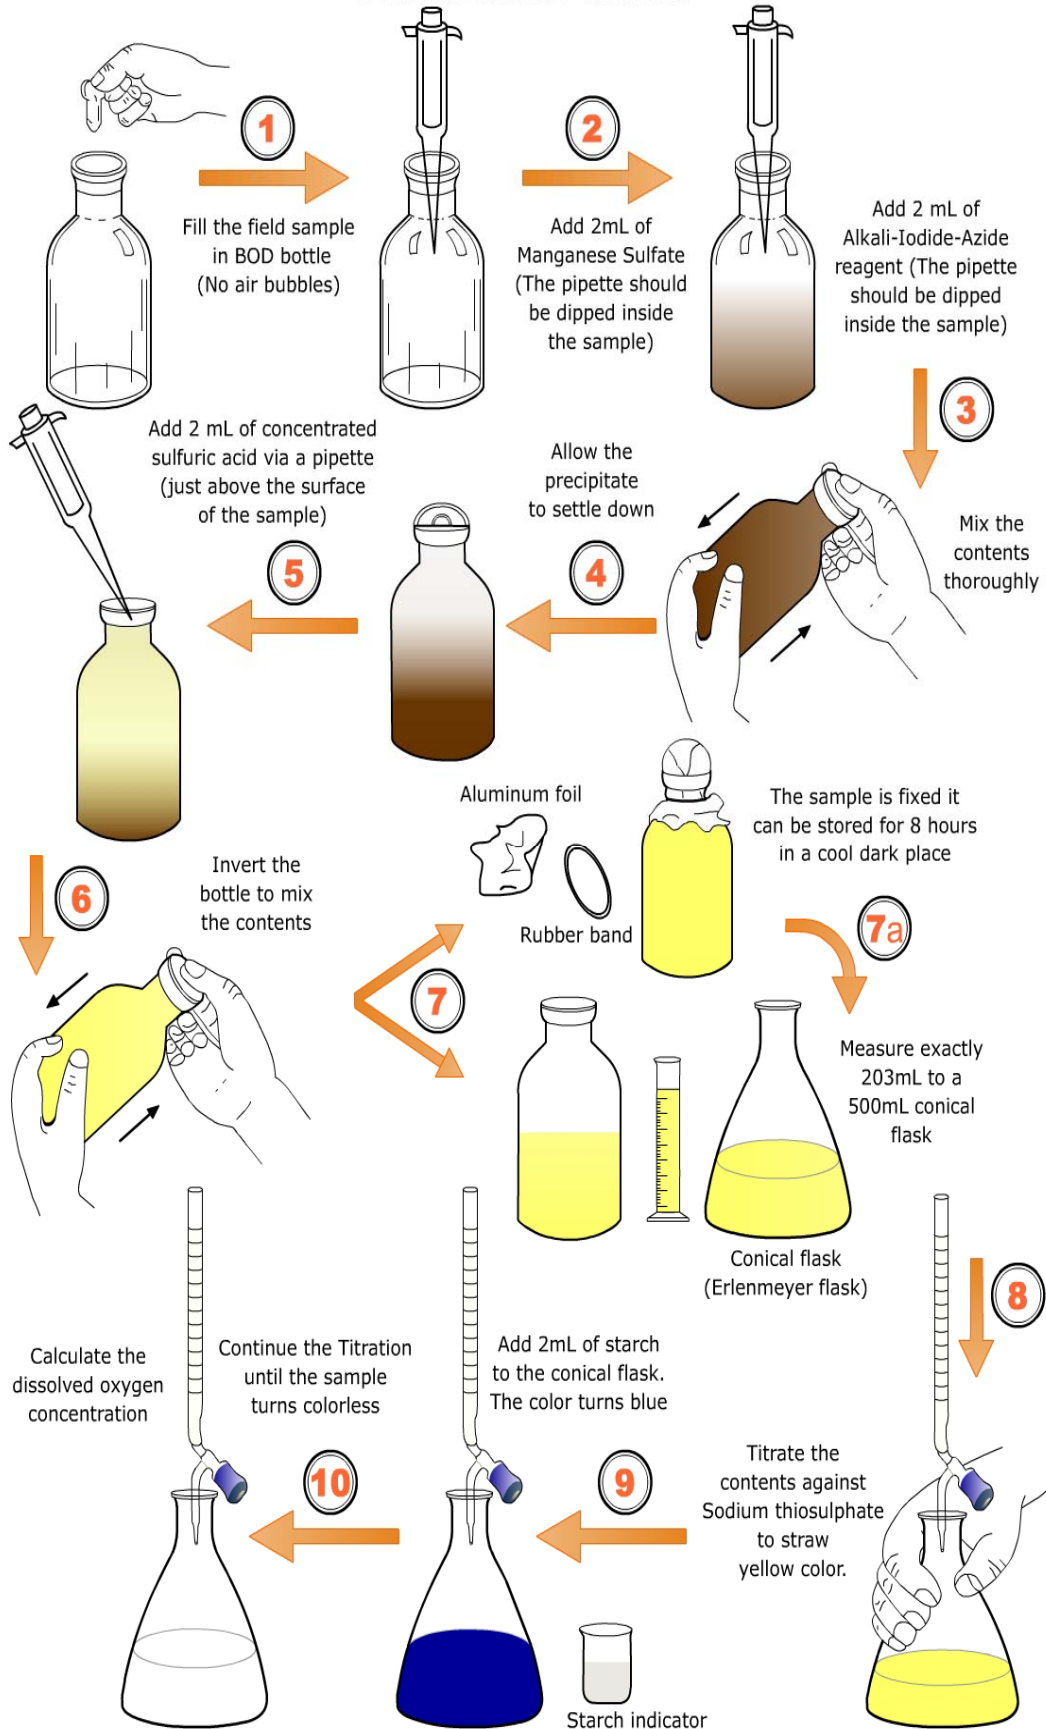 1
Fill the field sample
in BOD bottle
(No air bubbles)
2
Add 2mL of
Manganese Sulfate
(The pipette should
be dipped inside
the sample)
Add 2 mL of
Alkali-Iodide-Azide
reagent (The pipette
should be dipped
inside the sample)
3
Mix the
contents
thoroughly
Allow the
precipitate
to settle down
4
Add 2 mL of concentrated
sulfuric acid via a pipette
(just above the surface
of the sample)
5
6
Invert the
bottle to mix
the contents
7
Aluminum foil
Rubber band
The sample is fixed it
can be stored for 8 hours
in a cool dark place
7a
Measure exactly
203mL to a
500mL conical
flask
Conical flask
(Erlenmeyer flask)
8
Titrate the
contents against
Sodium thiosulphate
to straw
yellow color.
9
Add 2mL of starch
to the conical flask.
The color turns blue
Starch indicator
10
Continue the Titration
until the sample
turns colorless
Calculate the
dissolved oxygen
concentration